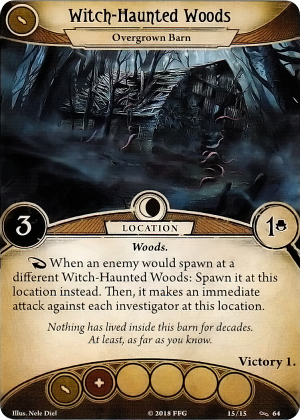 Witch-Haunted Woods
Overgrown Barn
3
LOCATION
1
Woods.
When an enemy would spawn at a
different Witch-Haunted Woods: Spawn it at this
location instead. Then, it makes an immediate
attack against each investigator at this location.
Nothing has lived inside this barn for decades.
At least, as far as you know.
Victory 1.
Illus. Nele Diel
© 2018 FFG
15/15
64